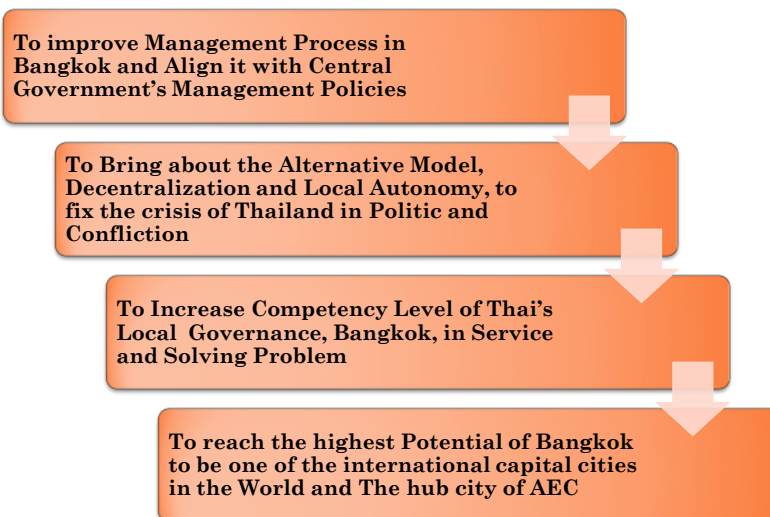 To improve Management Process in
Bangkok and Align it with Central
Government's Management Policies
To Bring about the Alternative Model,
Decentralization and Local Autonomy, to
fix the crisis of Thailand in Politic and
Confliction
To Increase Competency Level of Thai's
Local Governance, Bangkok, in Service
and Solving Problem
To reach the highest Potential of Bangkok
to be one of the international capital cities
in the World and The hub city of AEC